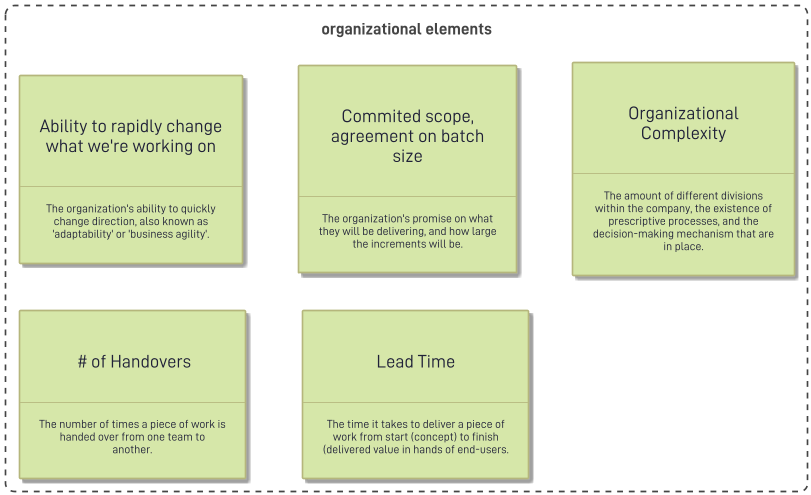 organizational elements
Ability to rapidly change
what we're working on
The organization's ability to quickly
change direction, also known as
'adaptability' or 'business agility'.
Commited scope,
agreement on batch
size
The organization's promise on what
they will be delivering, and how large
the increments will be.
Organizational
Complexity
The amount of different divisions
within the company, the existence of
prescriptive processes, and the
decision-making mechanism that are
in place.
# of Handovers
The number of times a piece of work is
handed over from one team to
another.
Lead Time
The time it takes to deliver a piece of
work from start (concept) to finish
(delivered value in hands of end-users.